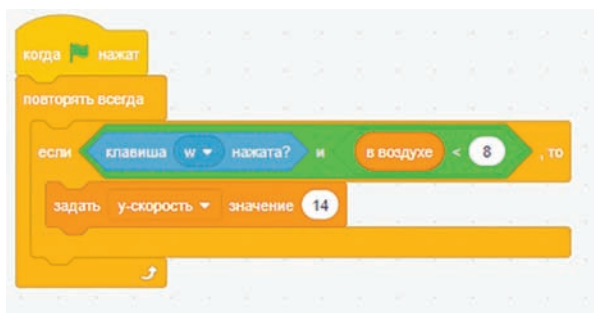 когда нажат
повторять всегда
если клавиша w нажата? и в воздухе < 8 , то
задать y-скорость значение 14